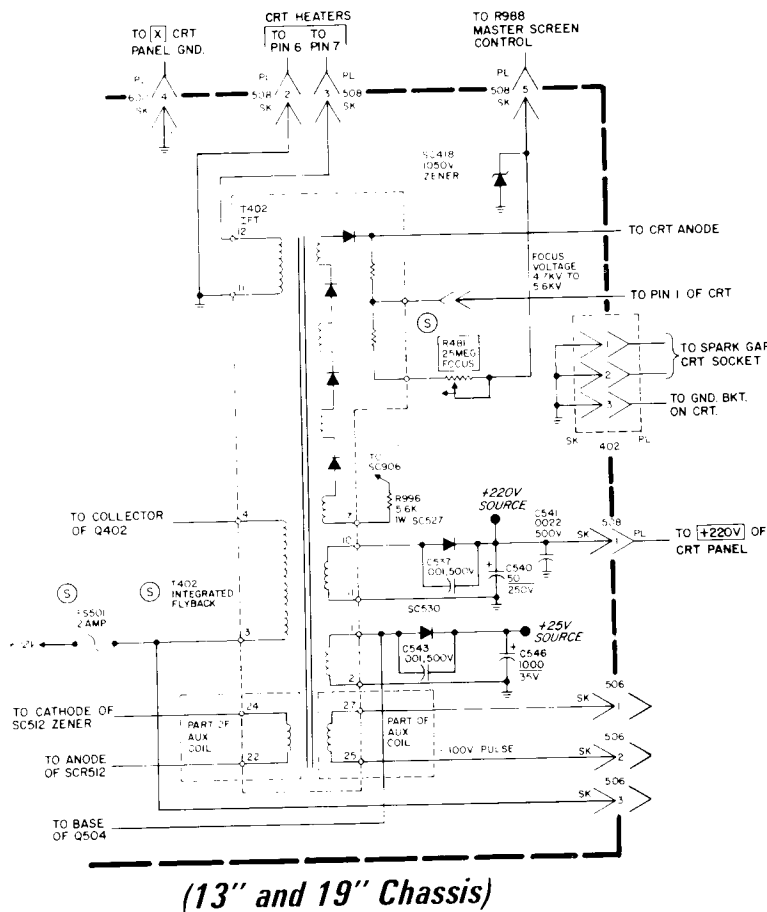 CRT HEATERS
TO R988
MASTER SCREEN
CONTROL
TO X CRT
PANEL GND.
TO
PIN 6
TO
PIN 7
PL
4
SK
PL
508
SK
2
3
PL
508
SK
PL
508
SK
5
SC418
1050V
ZENER
T402
12
11
TO CRT ANODE
FOCUS
VOLTAGE
4.7KV TO
5.6KV
TO PIN 1 OF CRT
S
R481
25MEG
FOCUS
1
2
3
TO SPARK GAP
CRT SOCKET
TO GND. BKT.
ON CRT.
SK
402
PL
TO
SC906
R996
5.6K
1W
SC527
7
TO COLLECTOR
OF Q402
4
10
+220V
SOURCE
C541
.0022
500V
508
SK
1
PL
TO +220V OF
CRT PANEL
C537
.001,500V
C540
50
250V
S
S
T402
INTEGRATED
FLYBACK
FS501
2 AMP
3
SC530
1
+25V
SOURCE
C543
.001,500V
C546
1000
35V
2
TO CATHODE OF
SC512 ZENER
24
PART OF
AUX
COIL
22
TO ANODE
OF SCR512
27
PART OF
AUX
COIL
25
100V PULSE
506
SK
1
506
SK
2
506
SK
3
TO BASE
OF Q504
(13" and 19" Chassis)